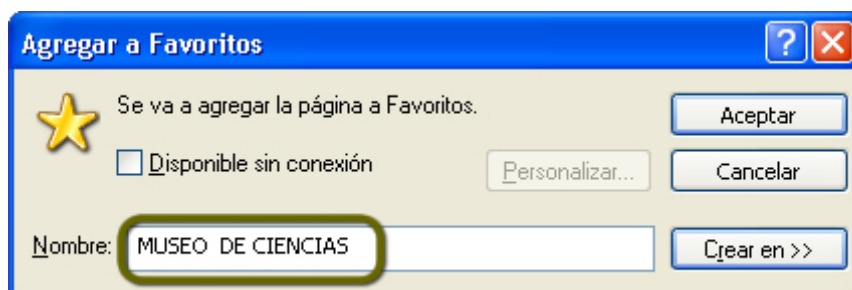 Agregar a Favoritos
?
Se va a agregar la página a Favoritos.
Aceptar
Disponible sin conexión
Personalizar...
Cancelar
Nombre: MUSEO DE CIENCIAS
Crear en >>